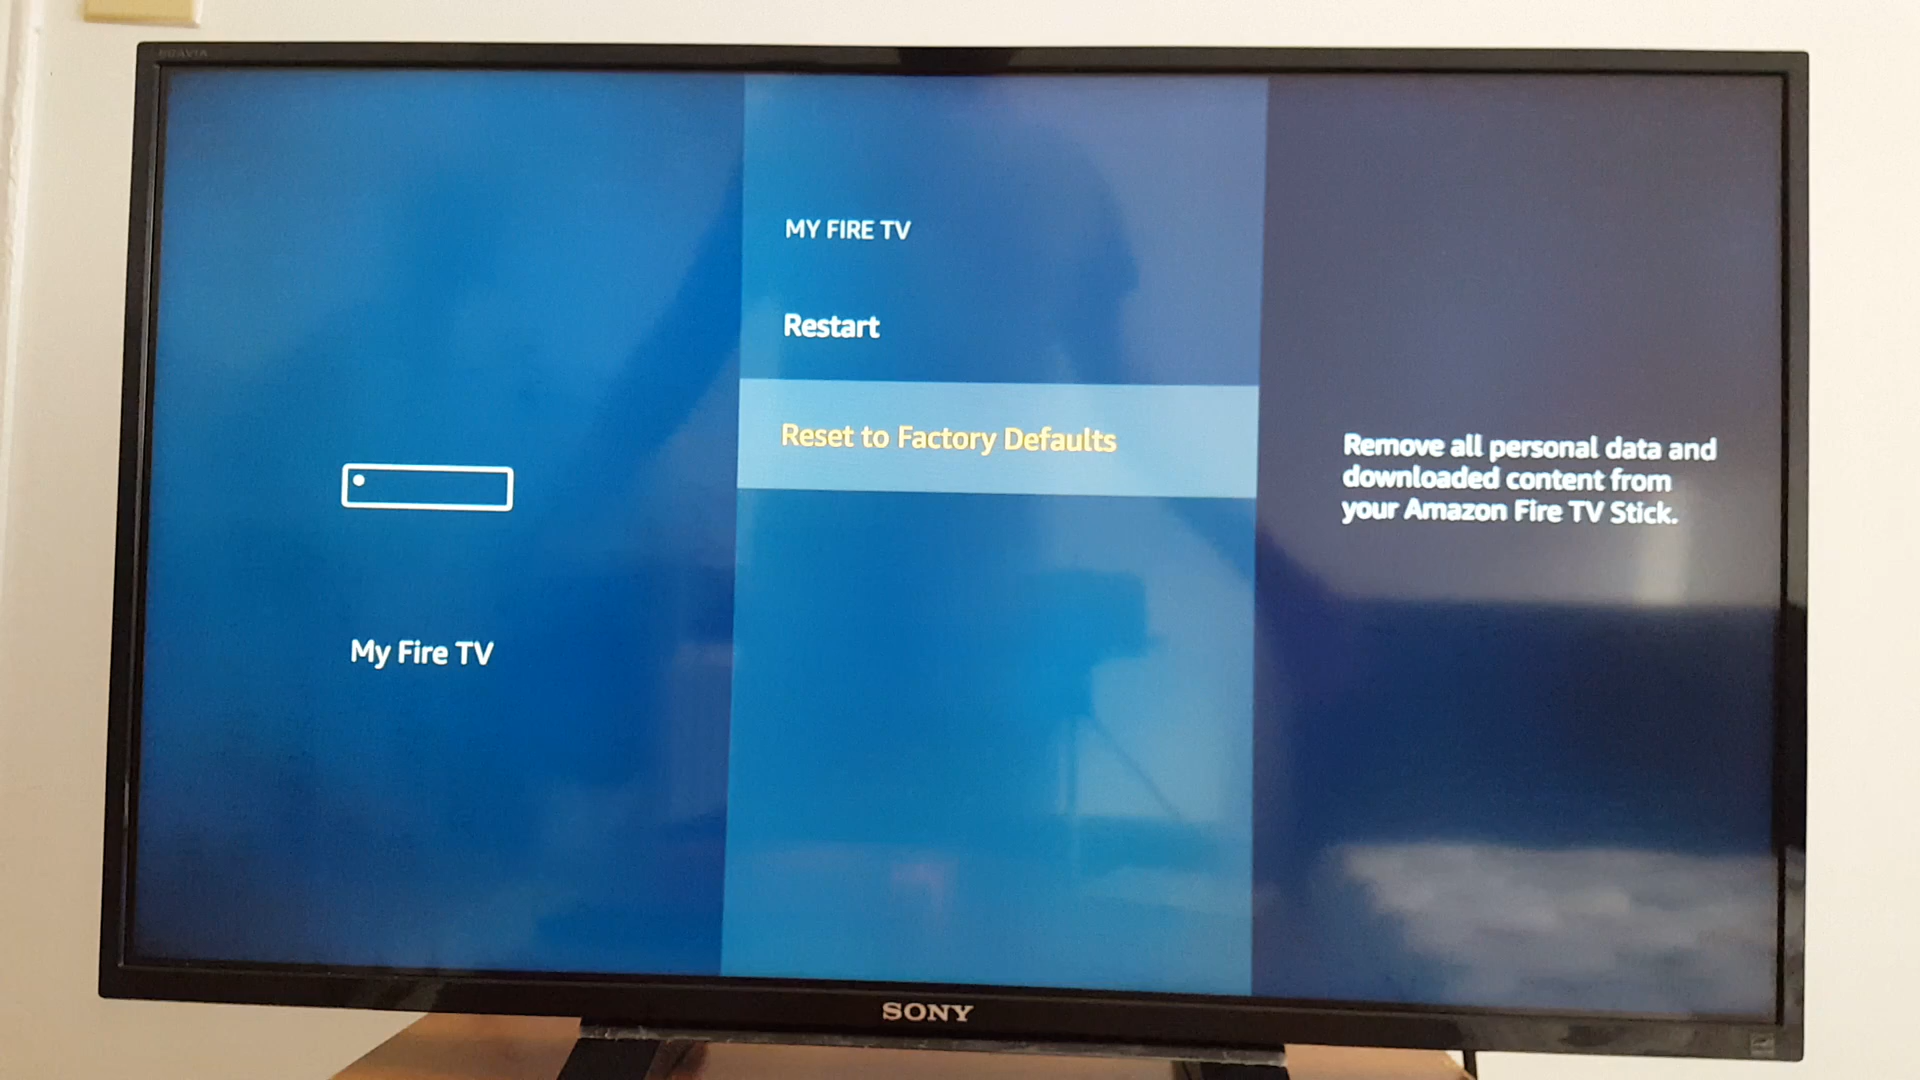 BRAVIA
MY FIRE TV
Restart
Reset to Factory Defaults
Remove all personal data and
downloaded content from
your Amazon Fire TV Stick.
My Fire TV
SONY